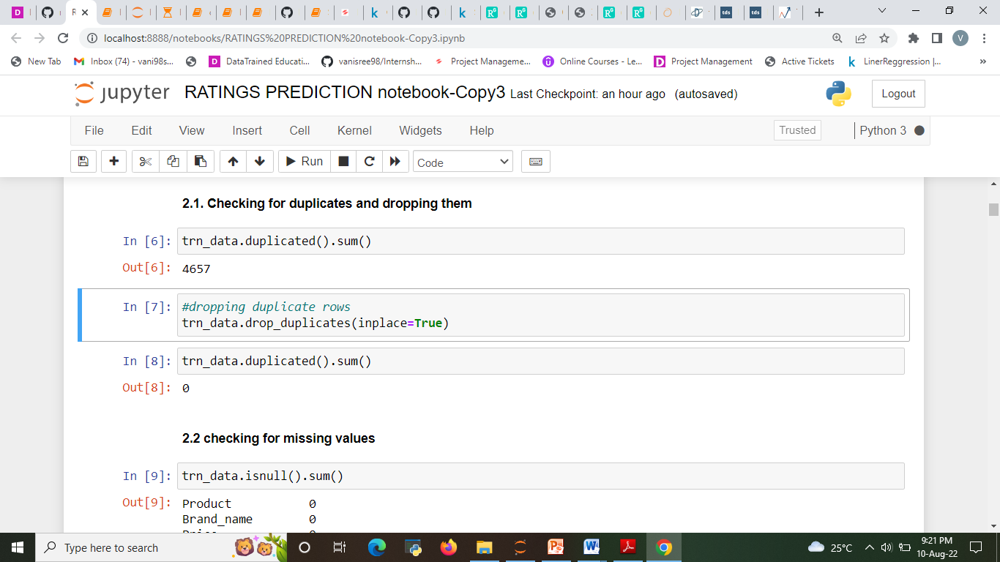 localhost:8888/notebooks/RATINGS%20PREDICTION%20notebook-Copy3.ipynb
V
New Tab
Inbox (74) - vani98s...
DataTrained Educati...
vanisree98/Internsh...
Project Manageme...
Online Courses - Le...
Project Management
Active Tickets
LinerReggression |...
»
jupyter
RATINGS PREDICTION notebook-Copy3 Last Checkpoint: an hour ago (autosaved)
Logout
File Edit View Insert Cell Kernel Widgets Help
Trusted
Python 3
Run
Code
2.1. Checking for duplicates and dropping them
In [6]: trn_data.duplicated().sum()
Out[6]: 4657
In [7]: #dropping duplicate rows
trn_data.drop_duplicates(inplace=True)
In [8]: trn_data.duplicated().sum()
Out[8]: 0
2.2 checking for missing values
In [9]: trn_data.isnull().sum()
Out[9]: Product 0
Brand_name 0
Type here to search
25°C
9:21 PM
10-Aug-22